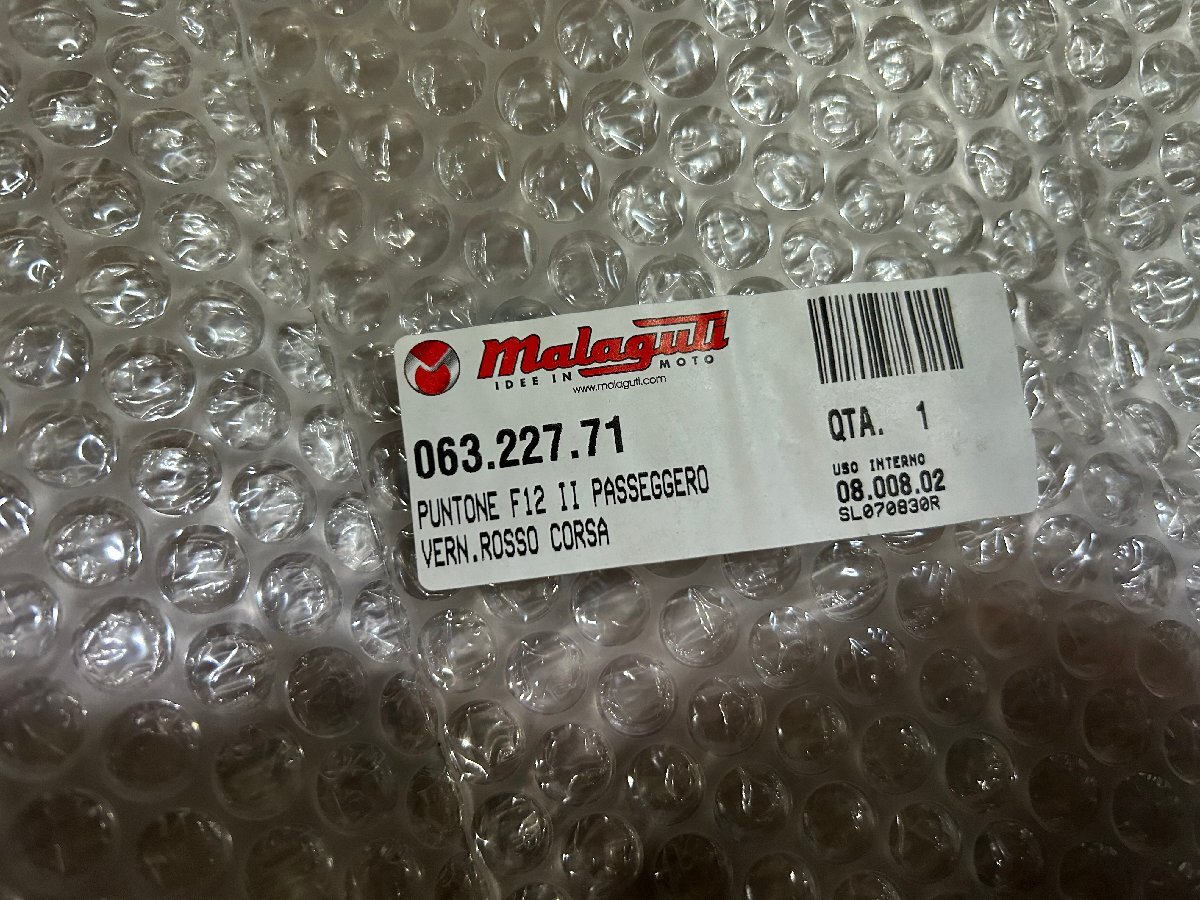 Malaguti
IDEE IN MOTO
www.malaguti.com
063.227.71
PUNTONE F12 II PASSEGGERO
VERN.ROSSO CORSA
QTA. 1
USO INTERNO
08.008.02
SL070830R